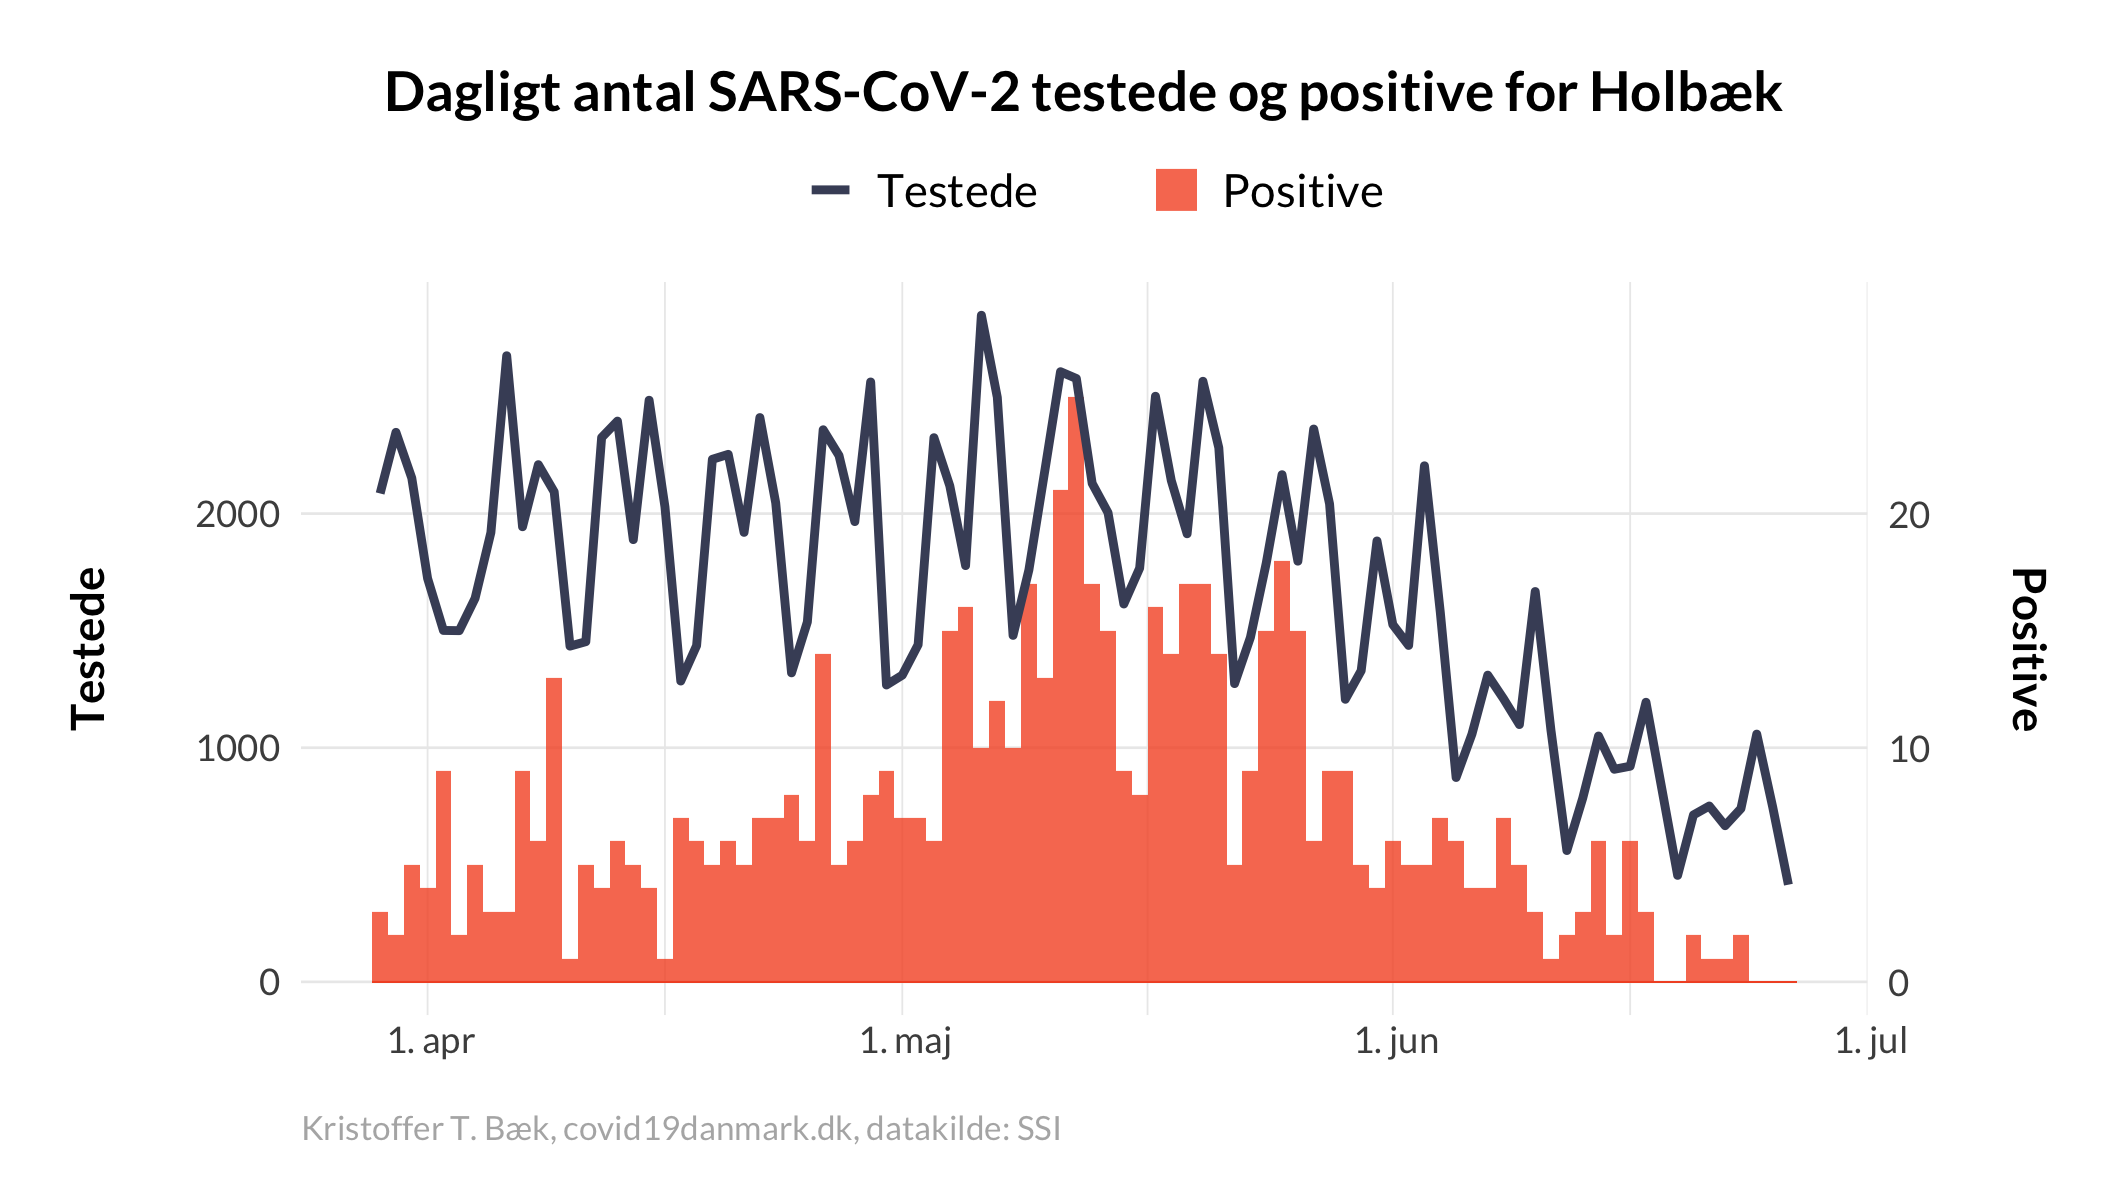 Dagligt antal SARS-CoV-2 testede og positive for Holbæk
Testede
Positive
Testede
2000
1000
0
20
10
0
Positive
1. apr
1. maj
1. jun
1. jul
Kristoffer T. Bæk, covid19danmark.dk, datakilde: SSI